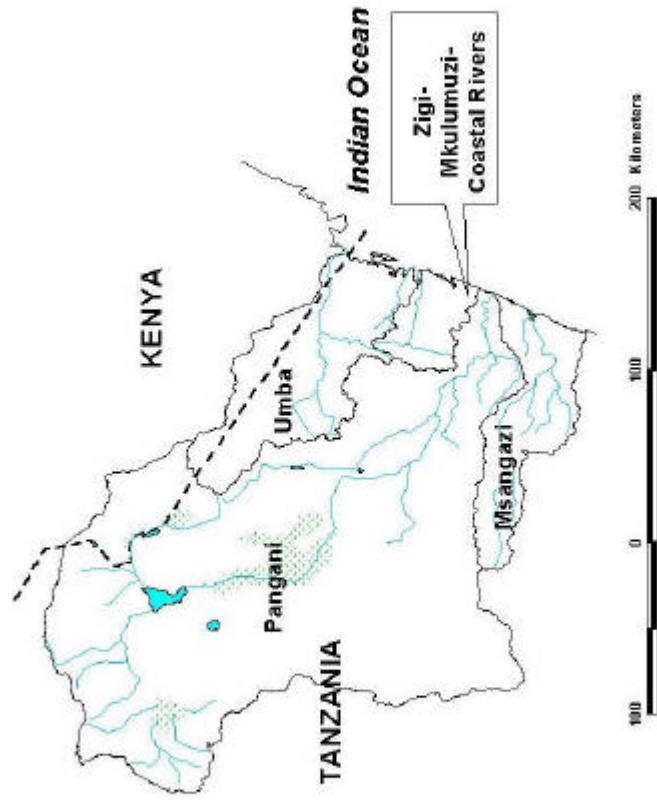 KENYA
Indian Ocean
Zigi-
Mkulumuzi-
Coastal Rivers
Umba
Pangani
Msangazi
TANZANIA
100
0
100
200 Kilometers